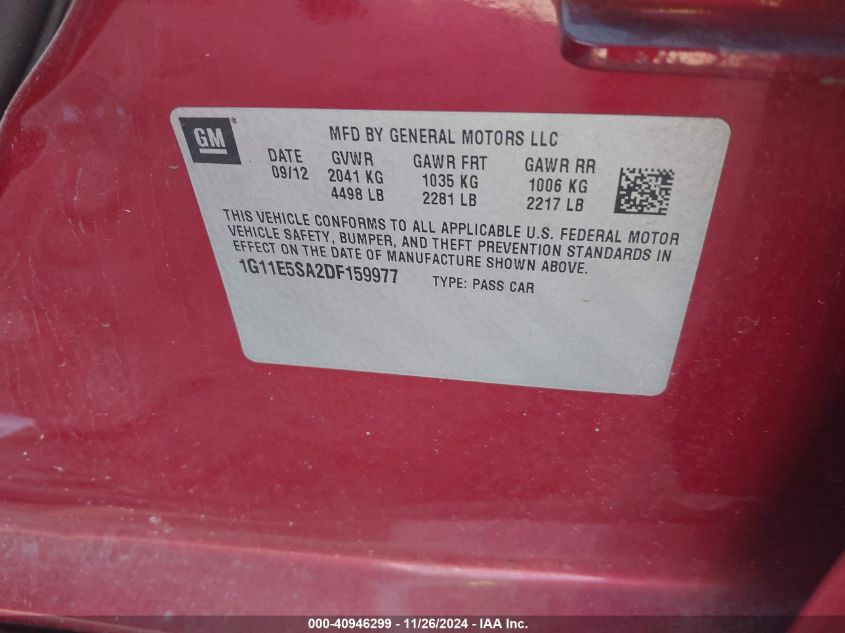 GM
MFD BY GENERAL MOTORS LLC
DATE GVWR GAWR FRT GAWR RR
09/12 2041 KG 1035 KG 1006 KG
4498 LB 2281 LB 2217 LB
THIS VEHICLE CONFORMS TO ALL APPLICABLE U.S. FEDERAL MOTOR
VEHICLE SAFETY, BUMPER, AND THEFT PREVENTION STANDARDS IN
EFFECT ON THE DATE OF MANUFACTURE SHOWN ABOVE.
1G11E5SA2DF159977 TYPE: PASS CAR
000-40946299 - 11/26/2024 - IAA Inc.